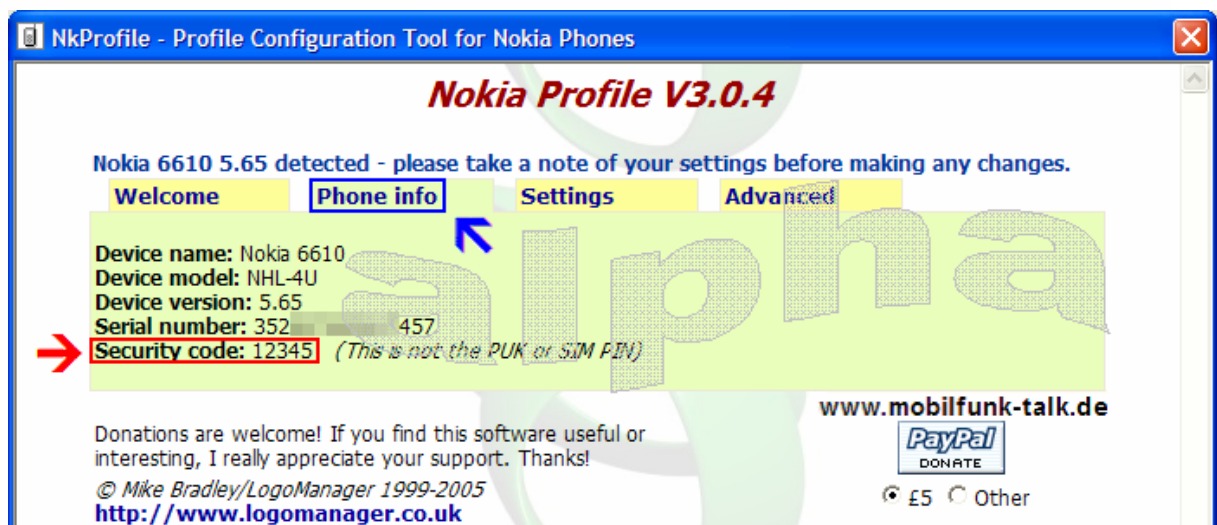 NkProfile - Profile Configuration Tool for Nokia Phones
Nokia Profile V3.0.4
Nokia 6610 5.65 detected - please take a note of your settings before making any changes.
Welcome Phone info Settings Advanced
Device name: Nokia 6610
Device model: NHL-4U
Device version: 5.65
Serial number: 352 457
Security code: 12345 (This is not the PUK or SIM PIN)
alpha
www.mobilfunk-talk.de
Donations are welcome! If you find this software useful or
interesting, I really appreciate your support. Thanks!
PayPal
DONATE
© Mike Bradley/LogoManager 1999-2005
£5 Other
http://www.logomanager.co.uk